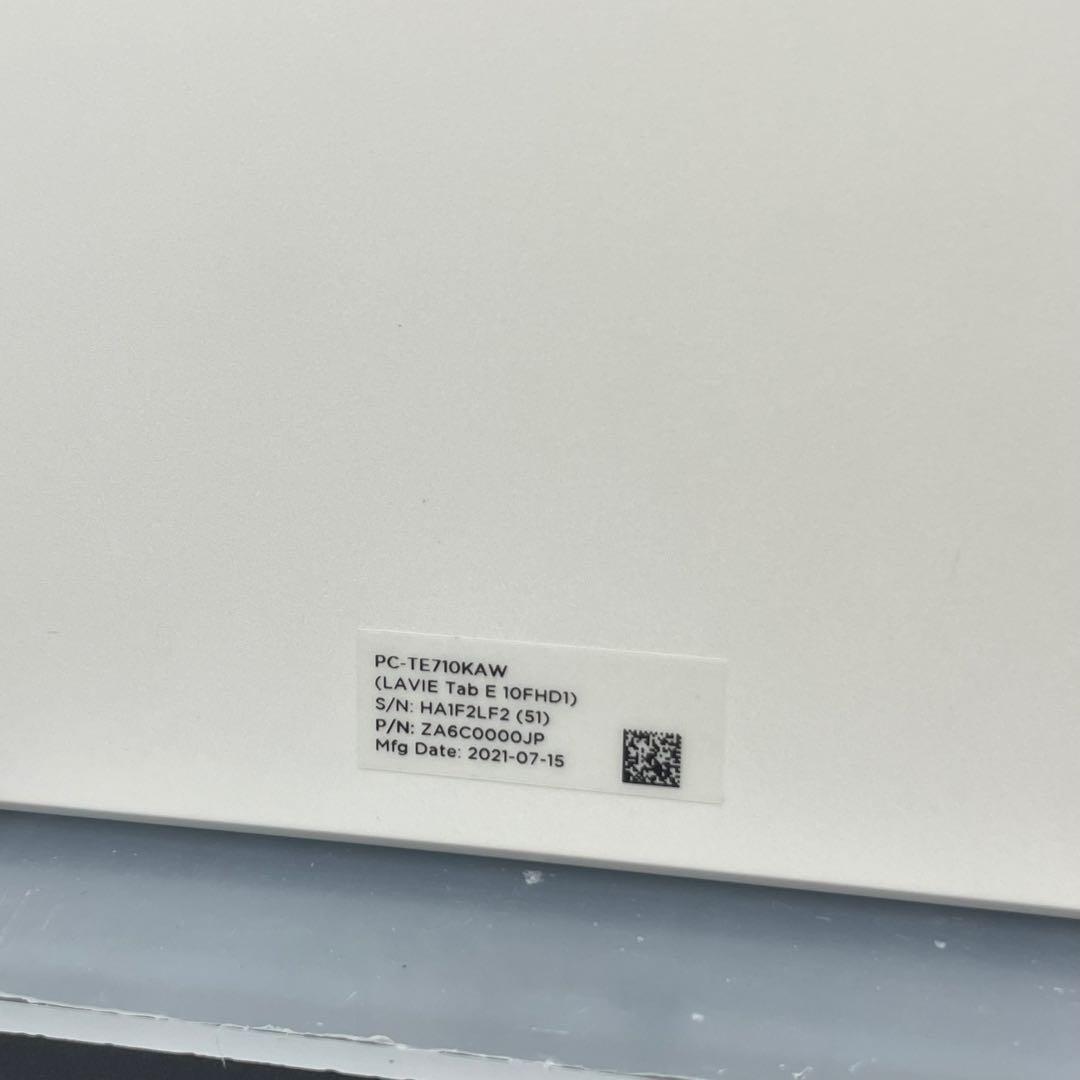 PC-TE710KAW
(LAVIE Tab E 10FHD1)
S/N: HA1F2LF2 (51)
P/N: ZA6C0000JP
Mfg Date: 2021-07-15